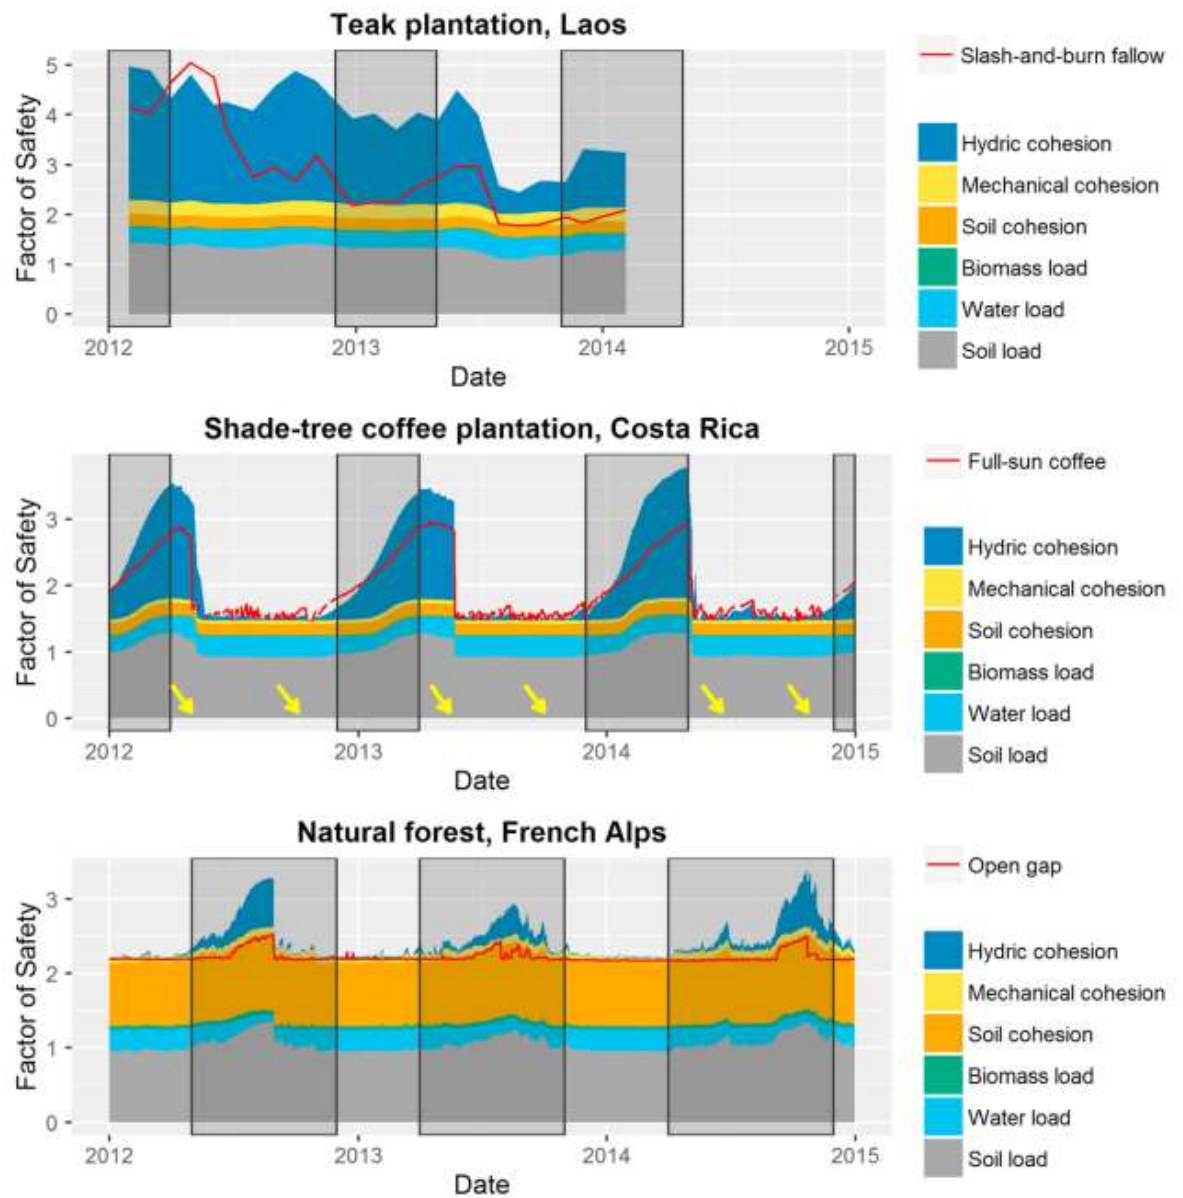 Teak plantation, Laos
Factor of Safety
5
4
3
2
1
0
2012 2013 2014 2015
Date
Slash-and-burn fallow
Hydric cohesion
Mechanical cohesion
Soil cohesion
Biomass load
Water load
Soil load
Shade-tree coffee plantation, Costa Rica
Factor of Safety
3
2
1
0
2012 2013 2014 2015
Date
Full-sun coffee
Hydric cohesion
Mechanical cohesion
Soil cohesion
Biomass load
Water load
Soil load
Natural forest, French Alps
Factor of Safety
3
2
1
0
2012 2013 2014 2015
Date
Open gap
Hydric cohesion
Mechanical cohesion
Soil cohesion
Biomass load
Water load
Soil load